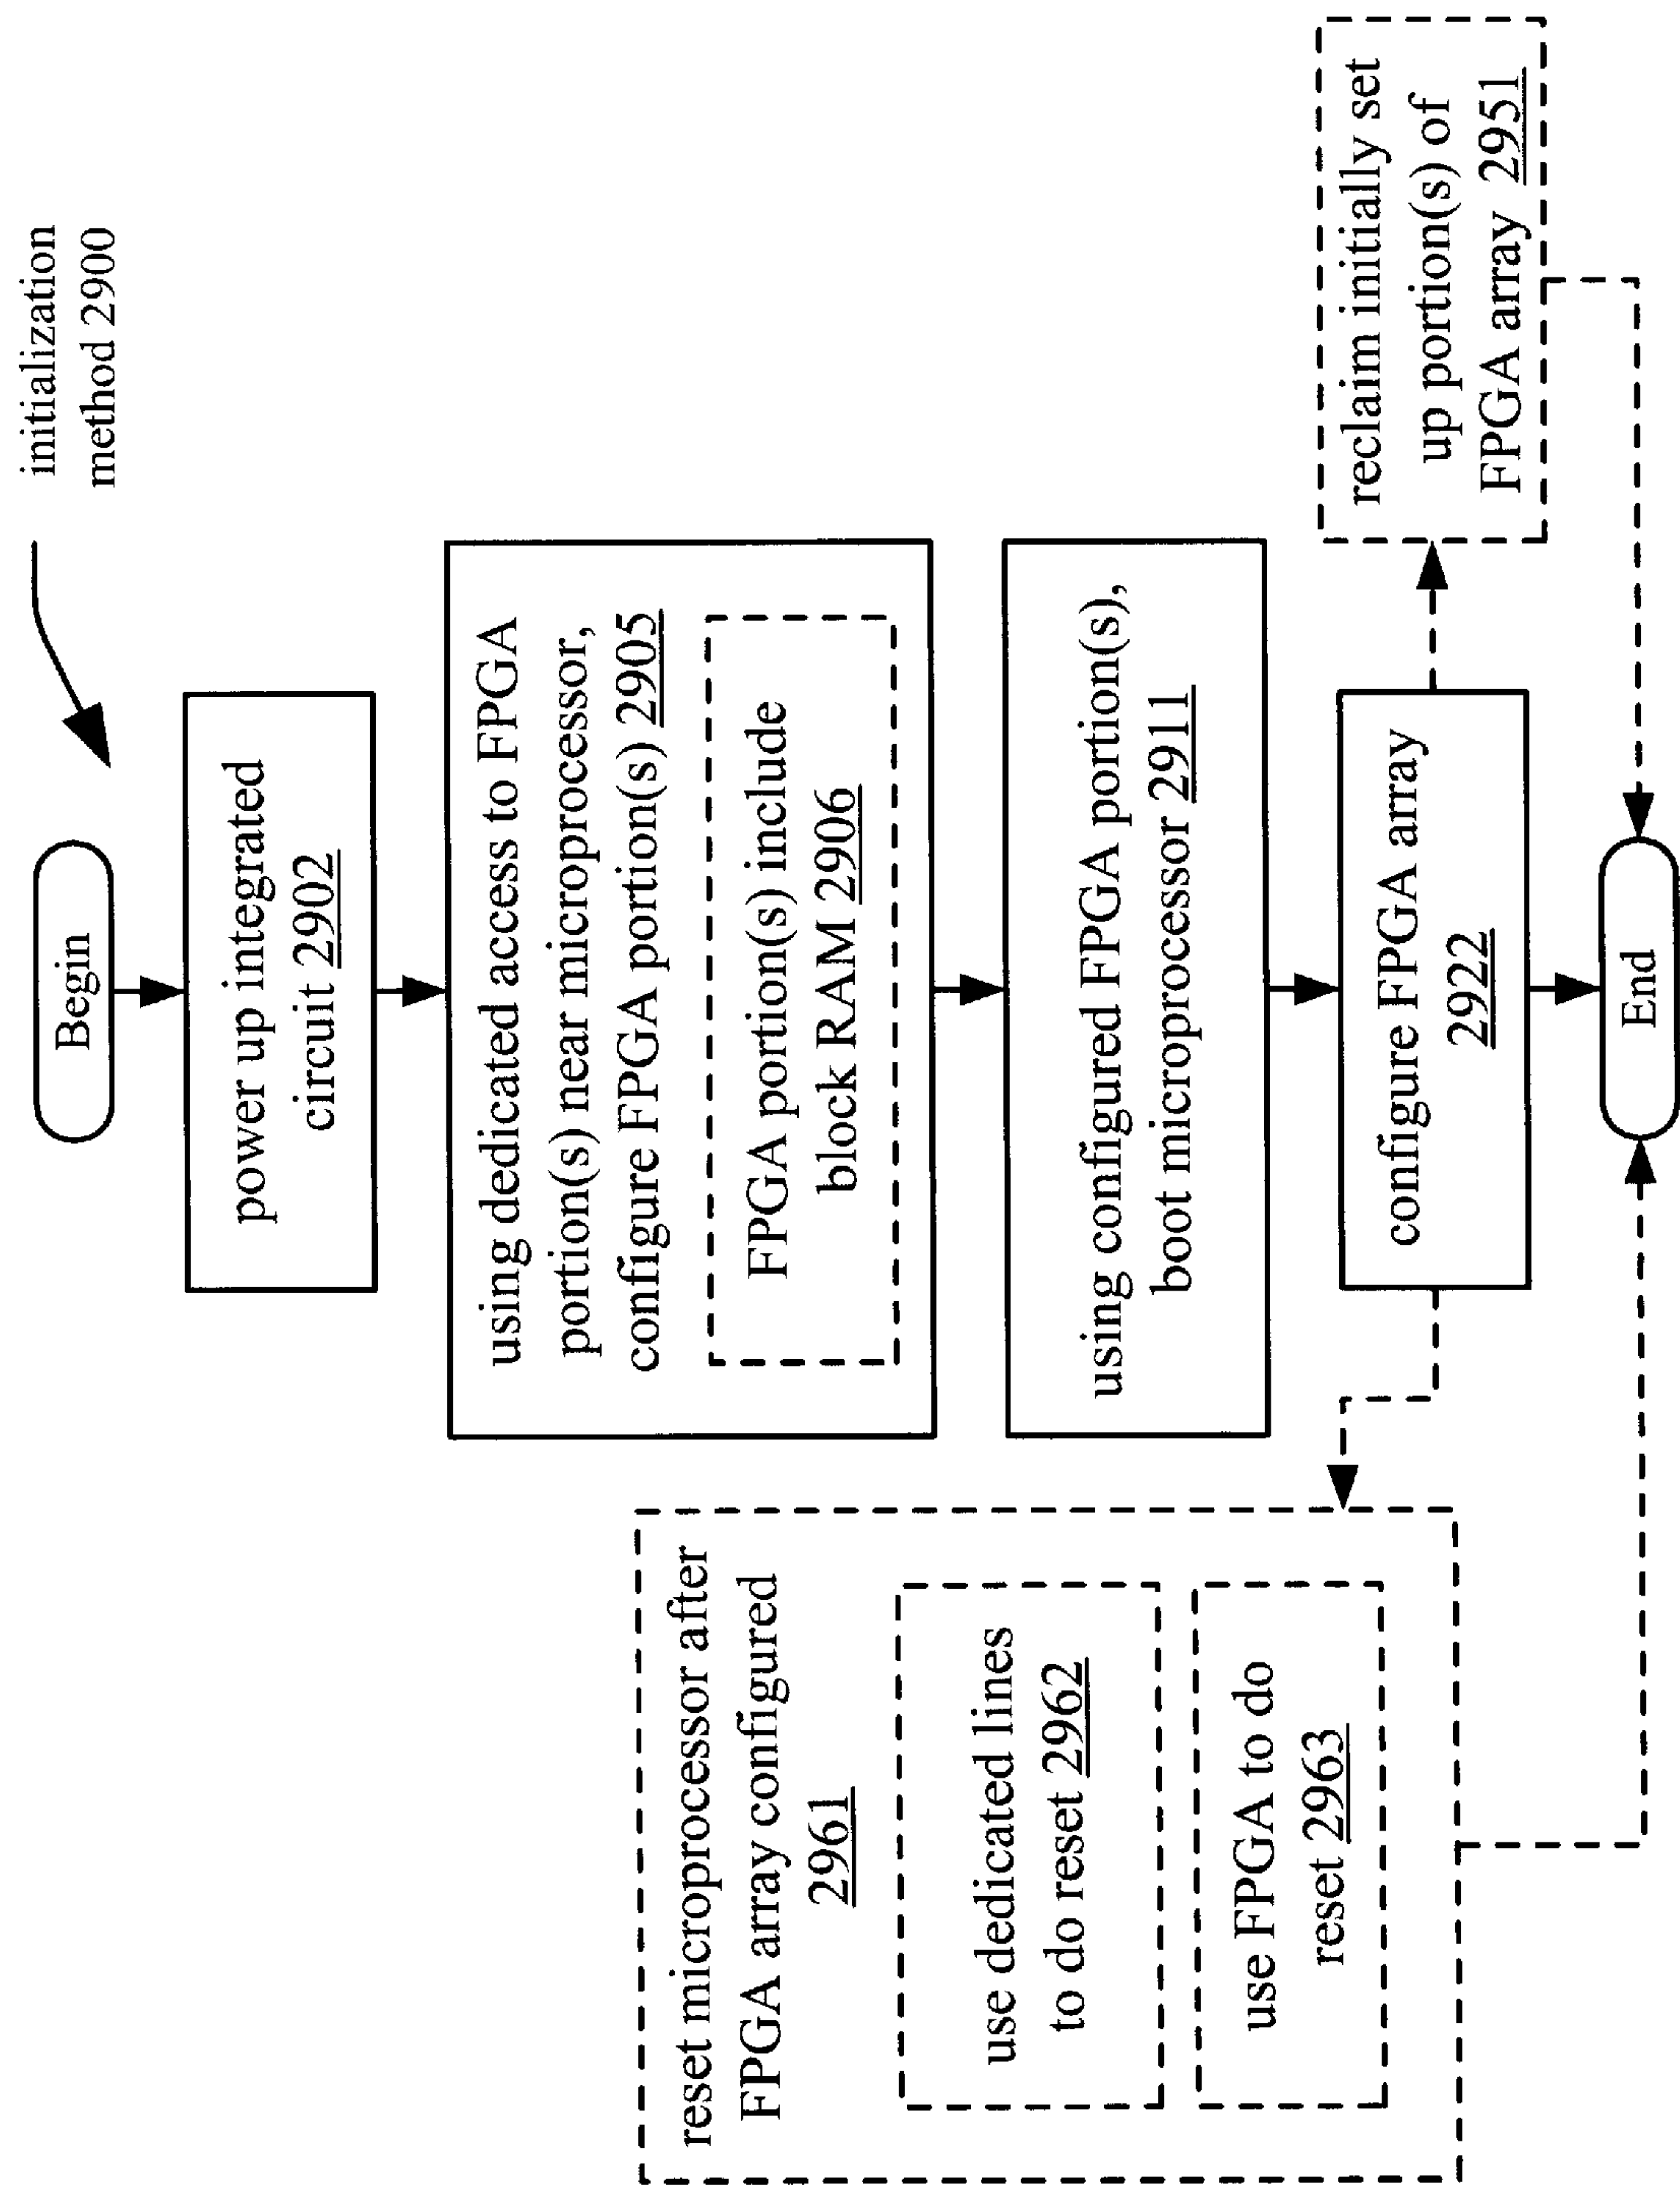 initialization
method 2900
Begin
power up integrated
circuit 2902
using dedicated access to FPGA
portion(s) near microprocessor,
configure FPGA portion(s) 2905
FPGA portion(s) include
block RAM 2906
using configured FPGA portion(s),
boot microprocessor 2911
configure FPGA array
2922
reclaim initially set
up portion(s) of
FPGA array 2951
reset microprocessor after
FPGA array configured
2961
use dedicated lines
to do reset 2962
use FPGA to do
reset 2963
End